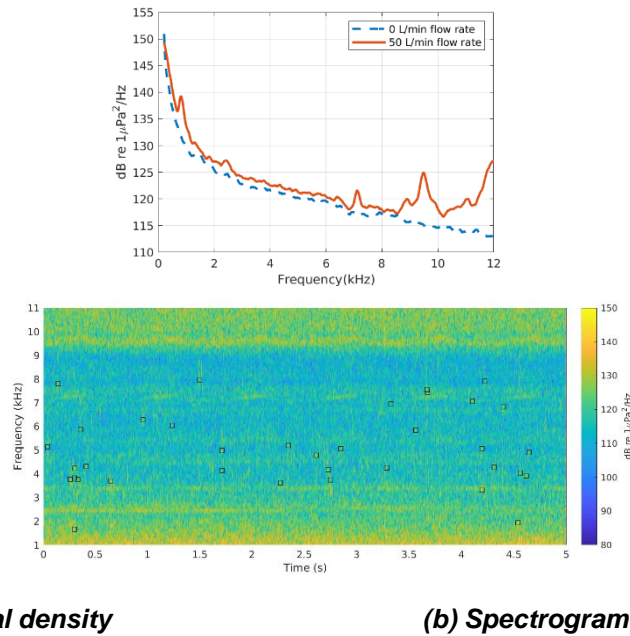 155
150
145
140
135
130
125
120
115
110
dB re 1μPa²/Hz
0 L/min flow rate
50 L/min flow rate
0 2 4 6 8 10 12
Frequency(kHz)
11
10
9
8
7
6
5
4
3
2
1
Frequency (kHz)
0 0.5 1 1.5 2 2.5 3 3.5 4 4.5 5
Time (s)
150
140
130
120
110
100
90
80
dB re 1μPa²/Hz
al density (b) Spectrogram